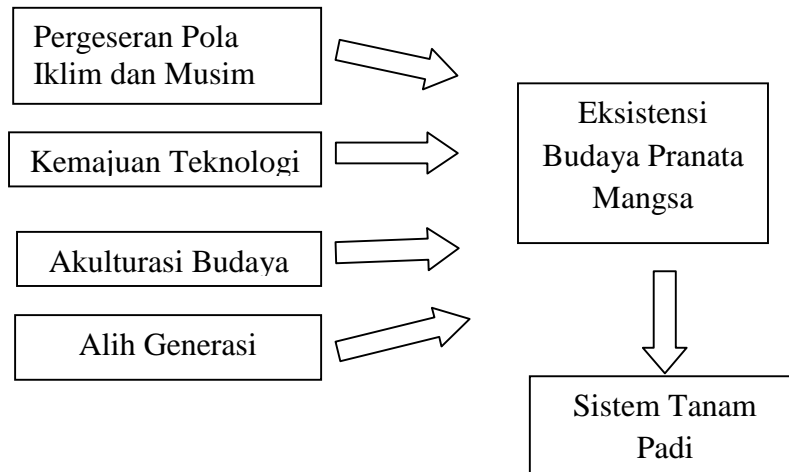 Pergeseran Pola
Iklim dan Musim
Kemajuan Teknologi
Akulturasi Budaya
Alih Generasi
Eksistensi
Budaya Pranata
Mangsa
Sistem Tanam
Padi